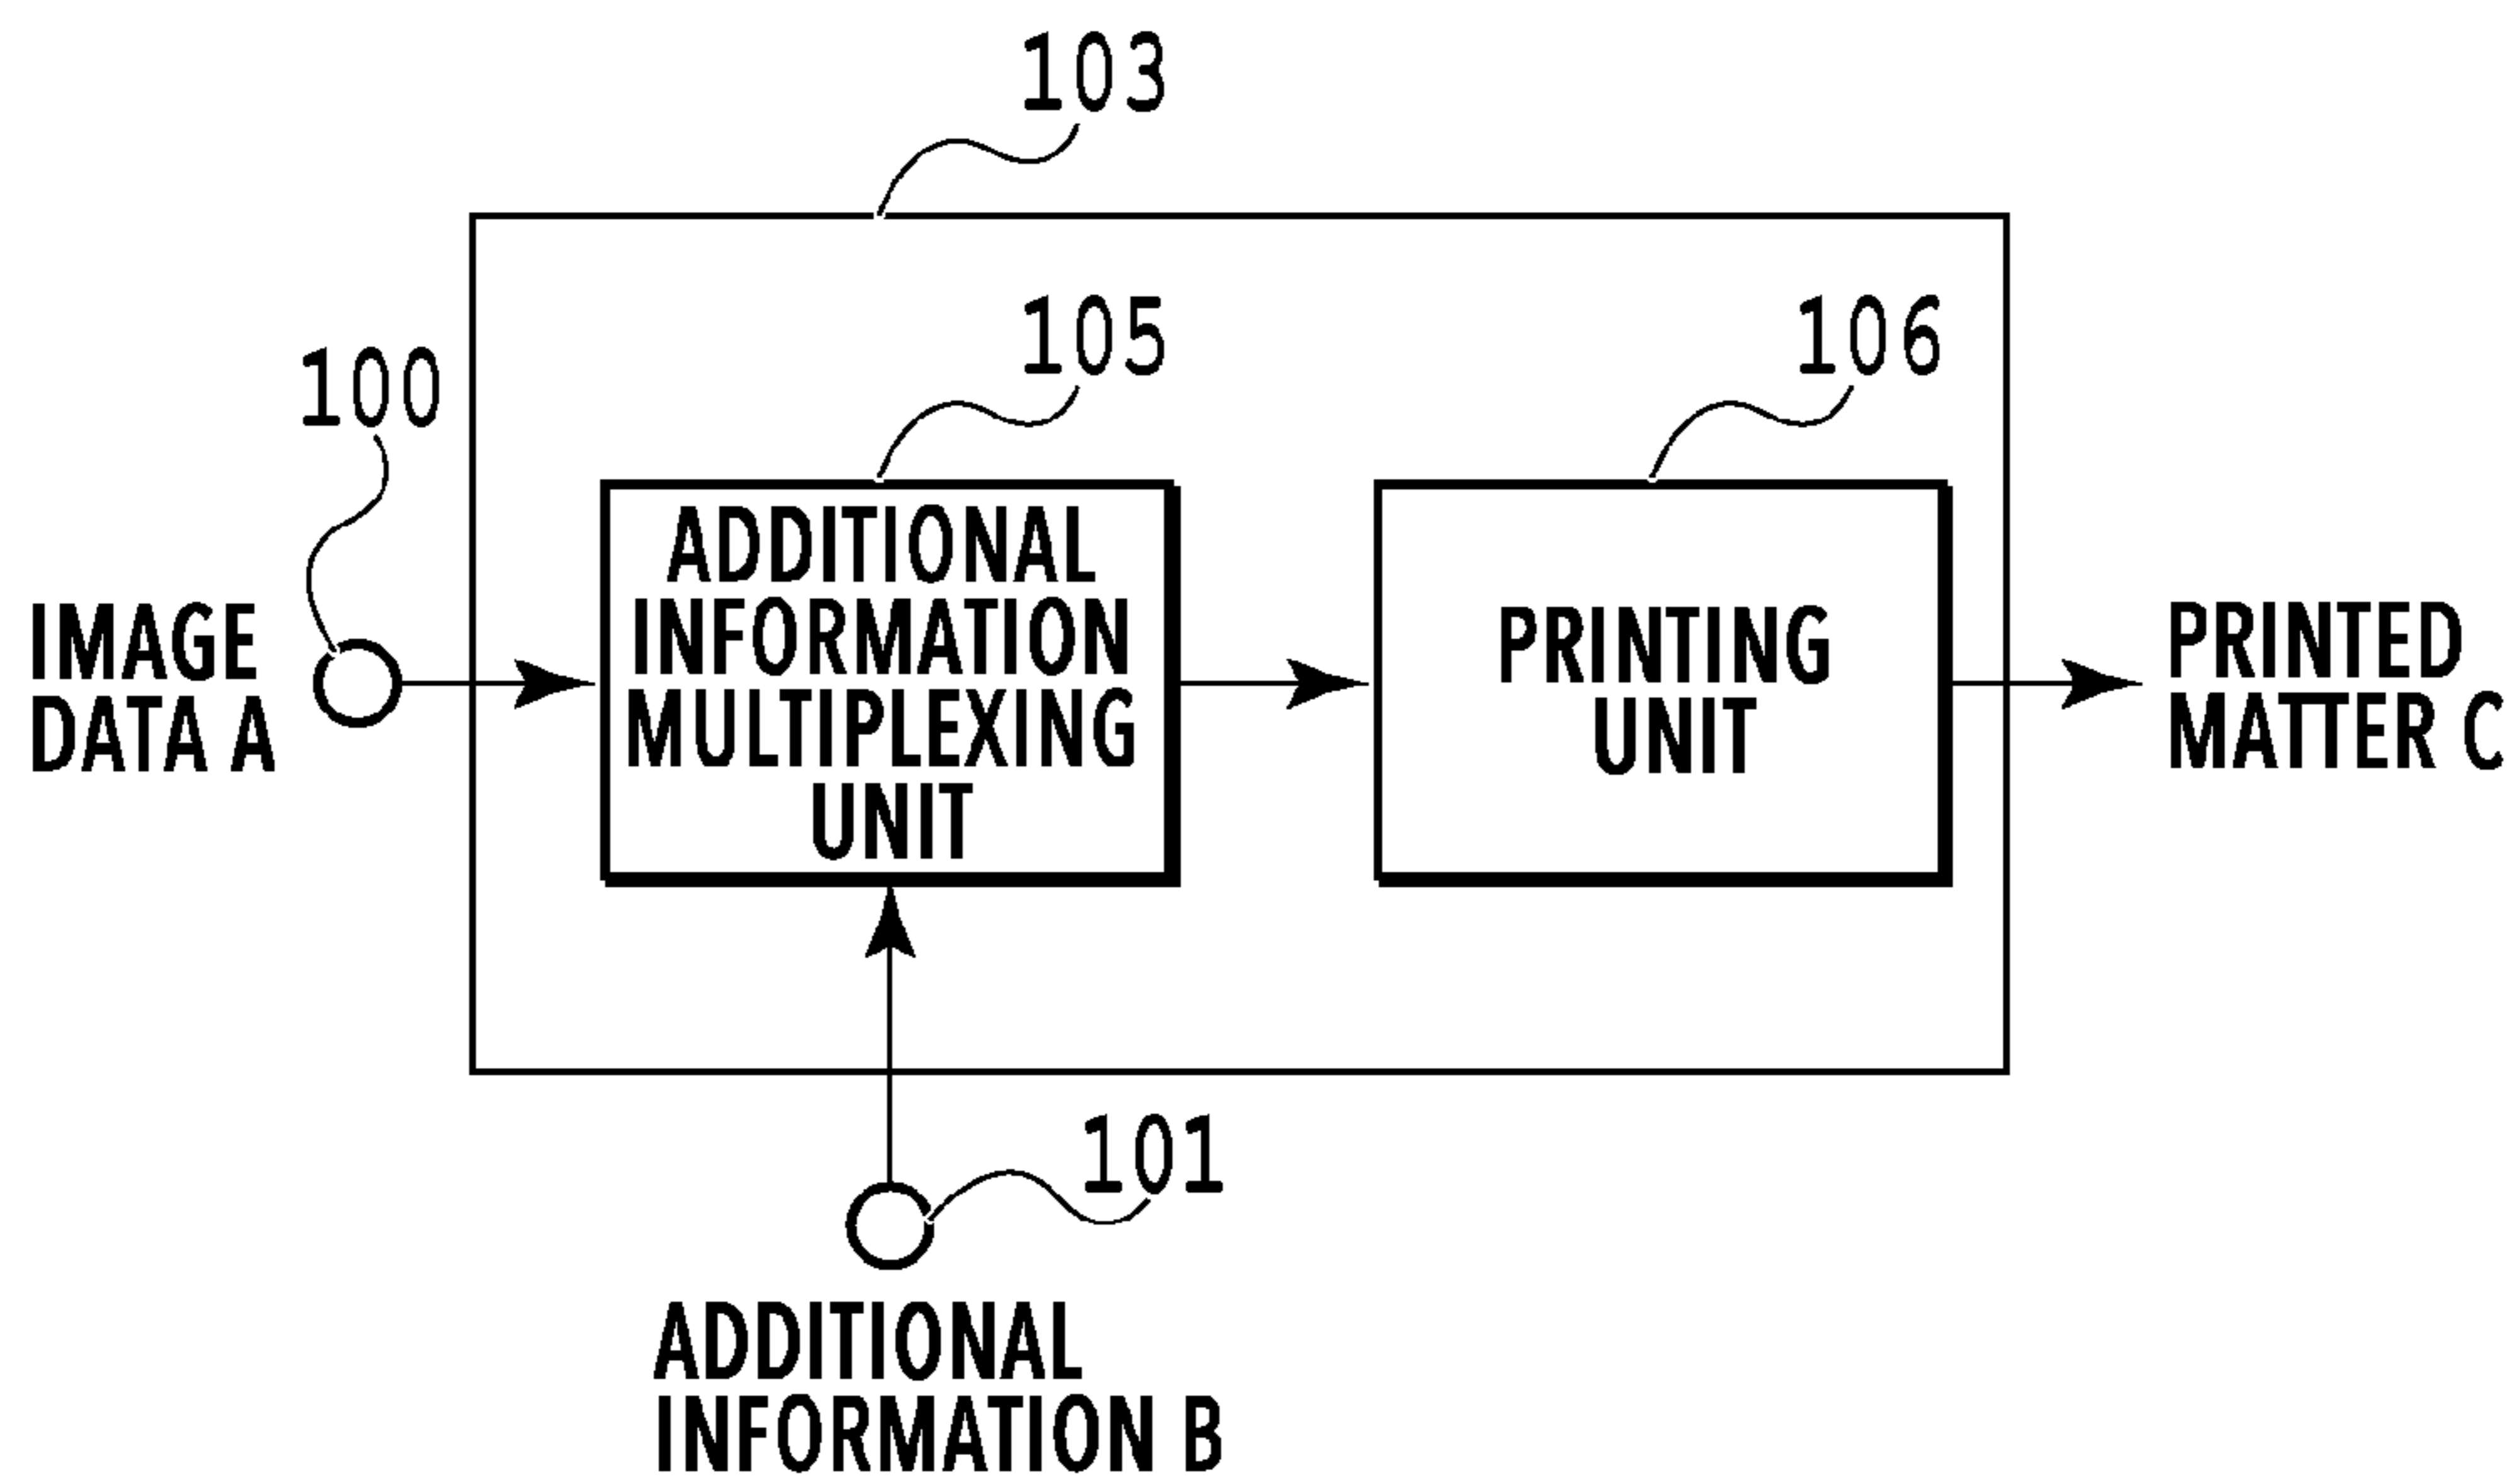 103
105
106
100
ADDITIONAL
INFORMATION
MULTIPLEXING
UNIT
PRINTING
UNIT
IMAGE
DATA A
PRINTED
MATTER C
101
ADDITIONAL
INFORMATION B